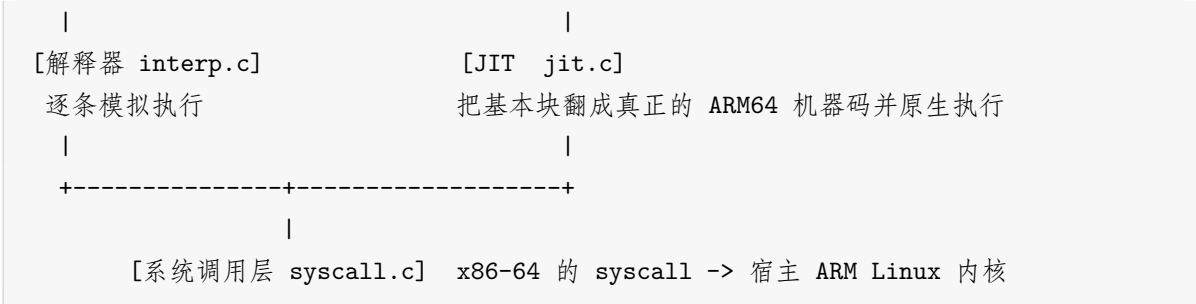 |                                  |
[解释器 interp.c]              [JIT  jit.c]
 逐条模拟执行                  把基本块翻成真正的 ARM64 机器码并原生执行
|                                  |
+---------------+-------------------+
                |
      [系统调用层 syscall.c]  x86-64 的 syscall -> 宿主 ARM Linux 内核